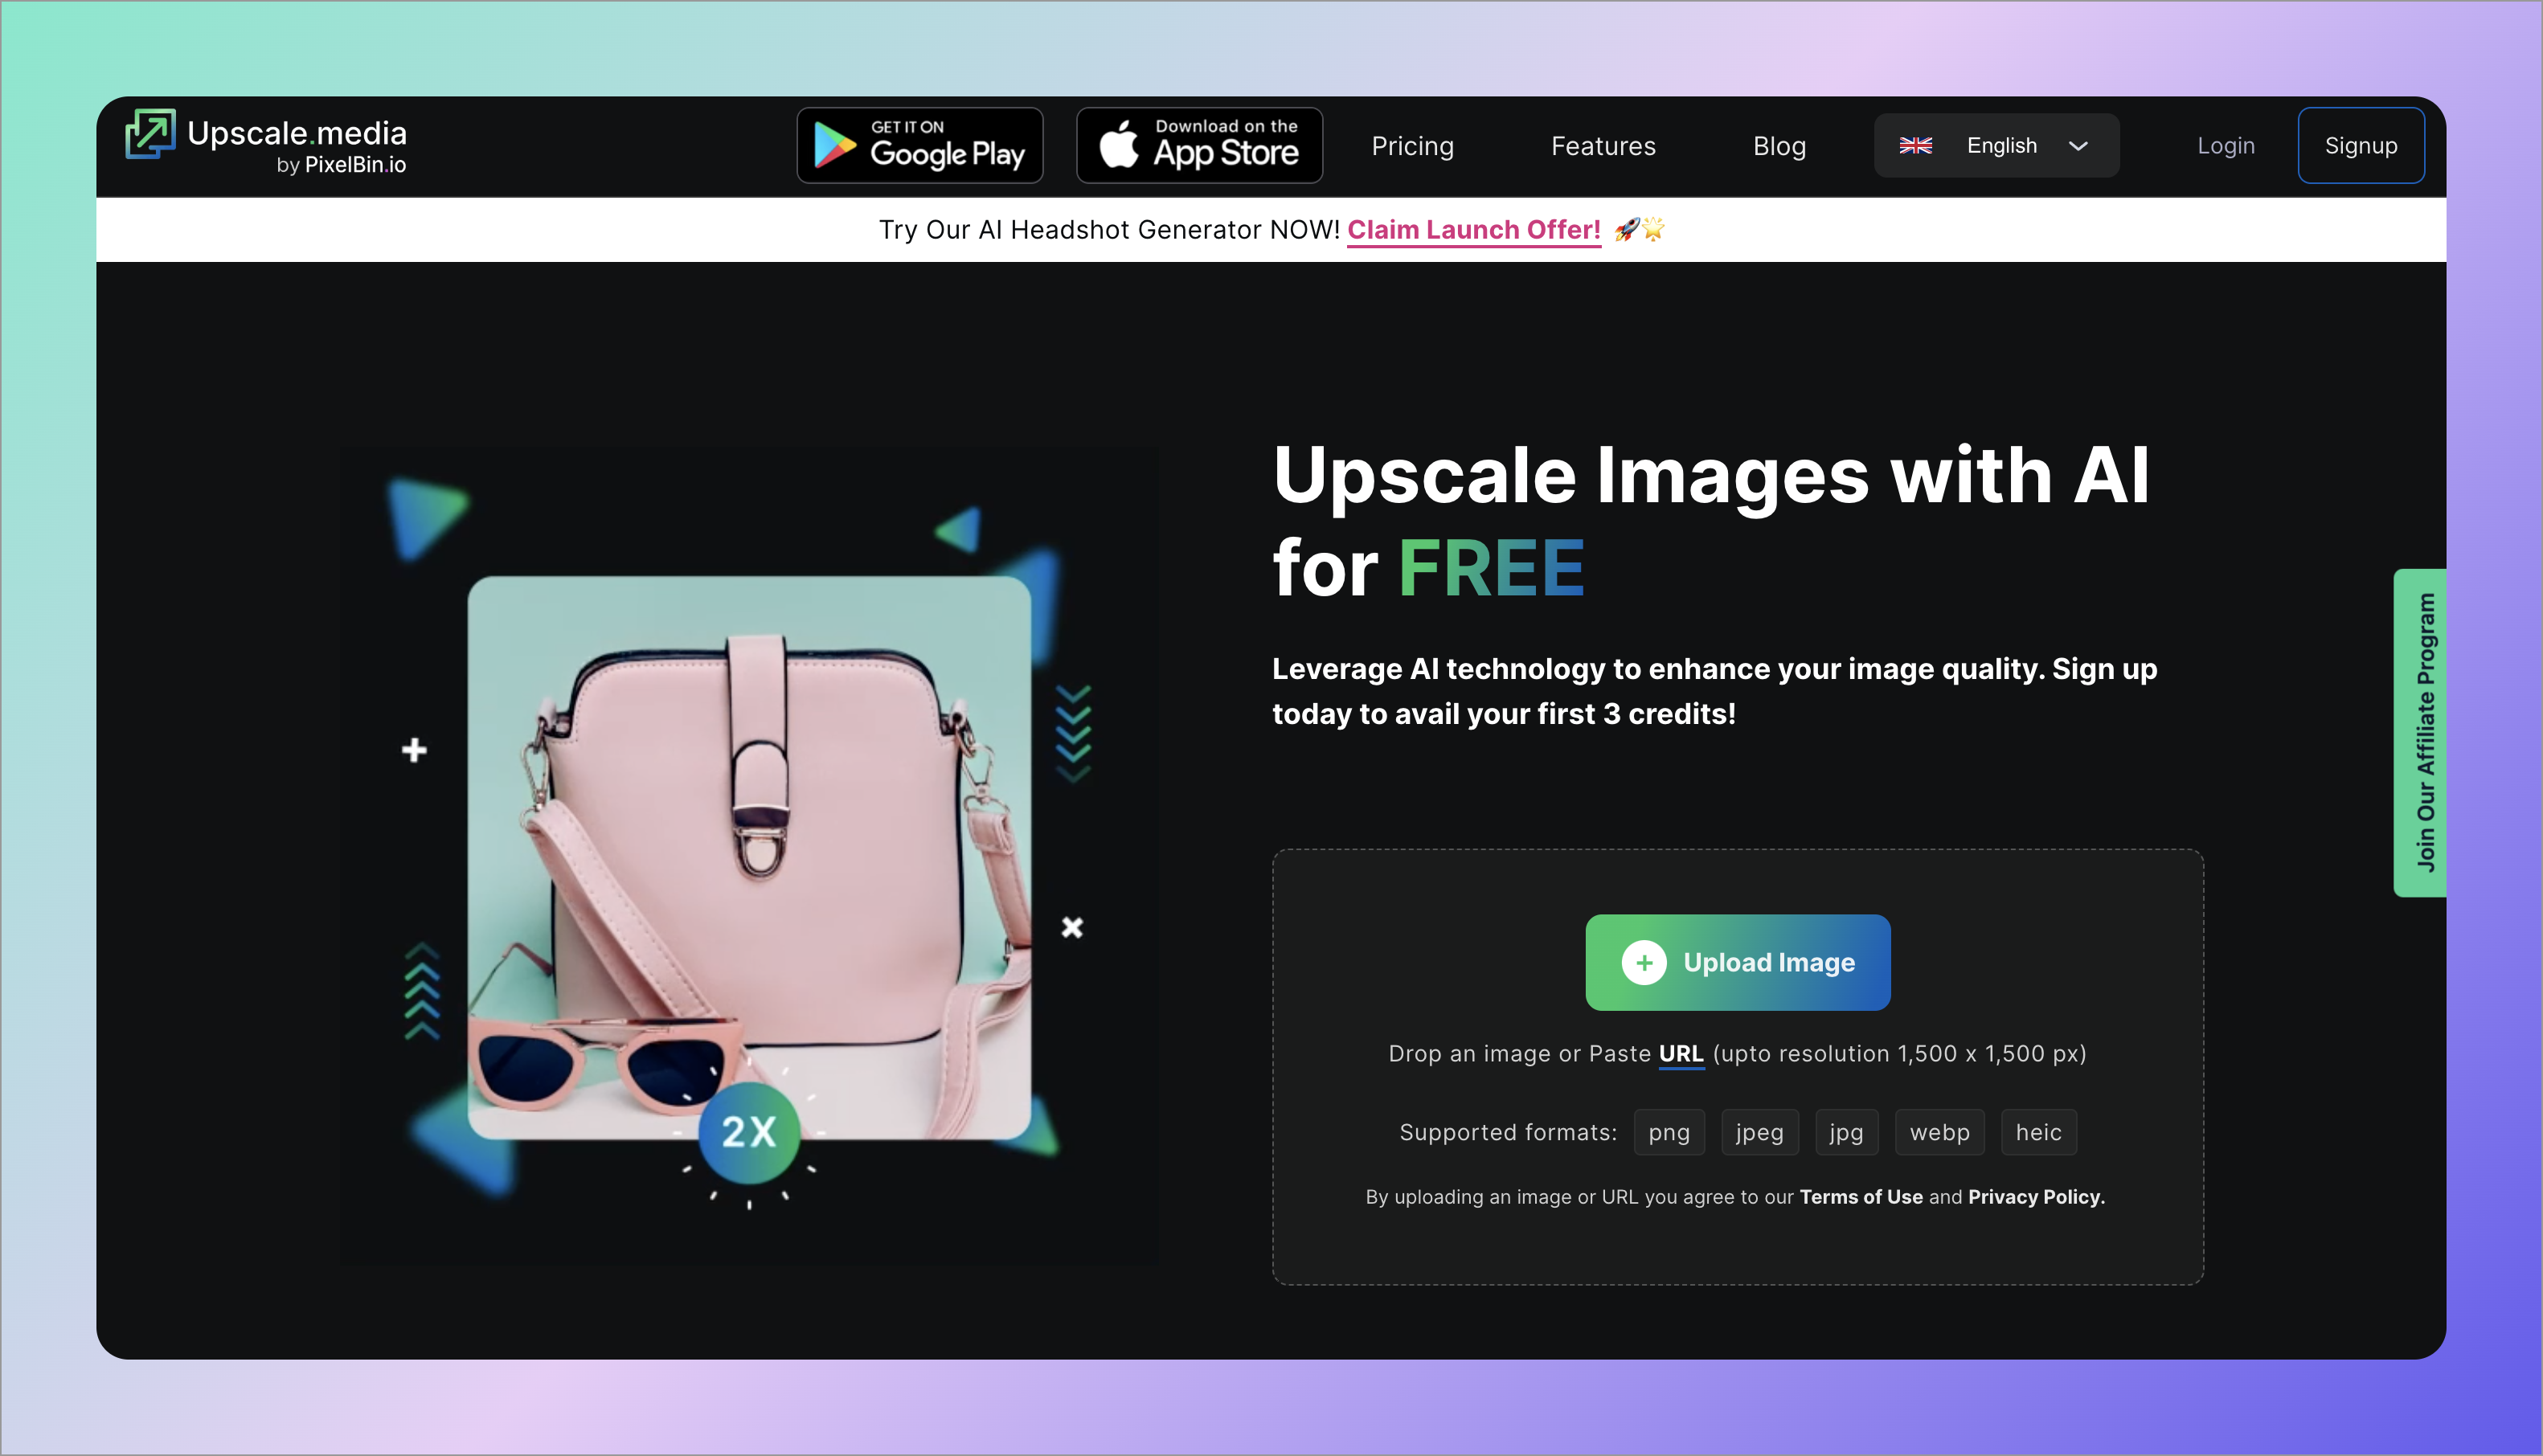 Upscale.media
by PixelBin.io
GET IT ON
Google Play
Download on the
App Store
Pricing
Features
Blog
English
Login
Signup
Try Our AI Headshot Generator NOW! Claim Launch Offer! 🚀🌟
Upscale Images with AI
for FREE
Leverage AI technology to enhance your image quality. Sign up
today to avail your first 3 credits!
Join Our Affiliate Program
2X
Upload Image
Drop an image or Paste URL (upto resolution 1,500 x 1,500 px)
Supported formats: png jpeg jpg webp heic
By uploading an image or URL you agree to our Terms of Use and Privacy Policy.